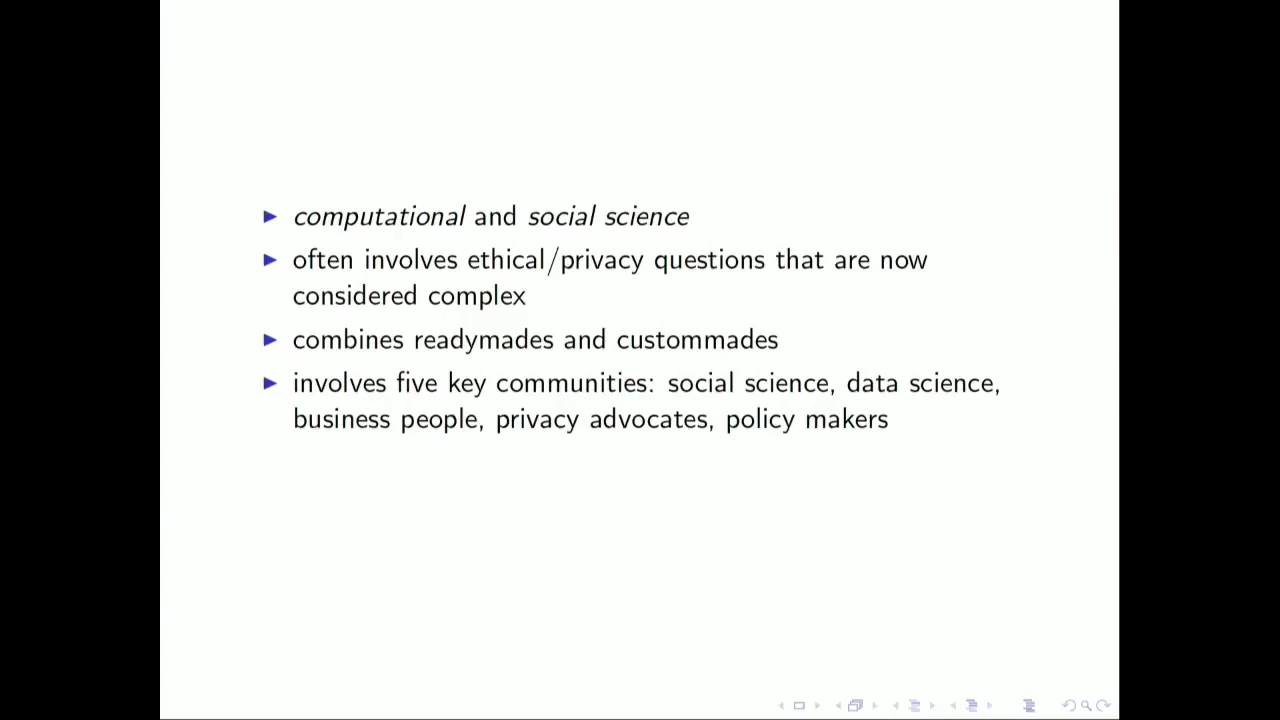 computational and social science
often involves ethical/privacy questions that are now
considered complex
combines readymades and custommades
involves five key communities: social science, data science,
business people, privacy advocates, policy makers